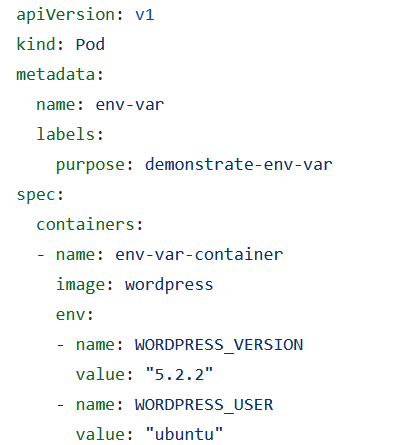 apiVersion: v1
kind: Pod
metadata:
  name: env-var
  labels:
    purpose: demonstrate-env-var
spec:
  containers:
  - name: env-var-container
    image: wordpress
    env:
    - name: WORDPRESS_VERSION
      value: "5.2.2"
    - name: WORDPRESS_USER
      value: "ubuntu"